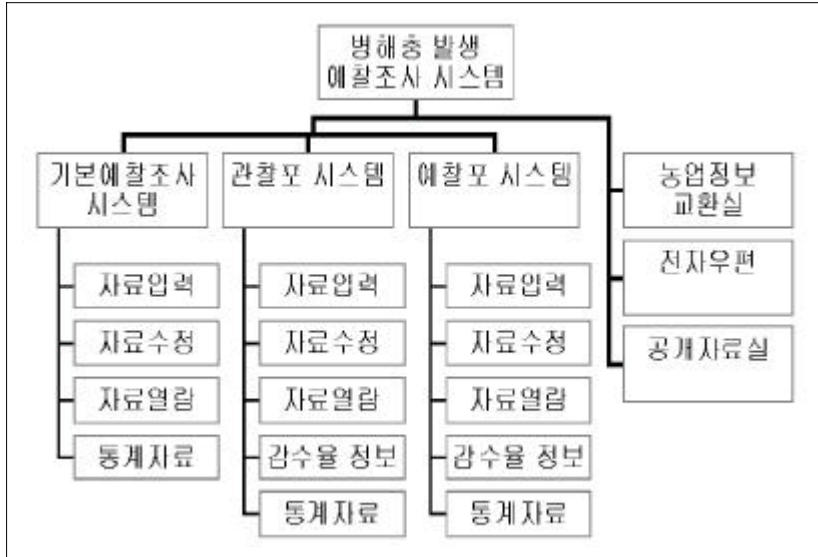 병해충 발생
예찰조사 시스템
기본예찰조사
시스템
관찰포 시스템
예찰포 시스템
농업정보
교환실
전자우편
공개자료실
자료입력
자료수정
자료열람
통계자료
자료입력
자료수정
자료열람
감수율 정보
통계자료
자료입력
자료수정
자료열람
감수율 정보
통계자료